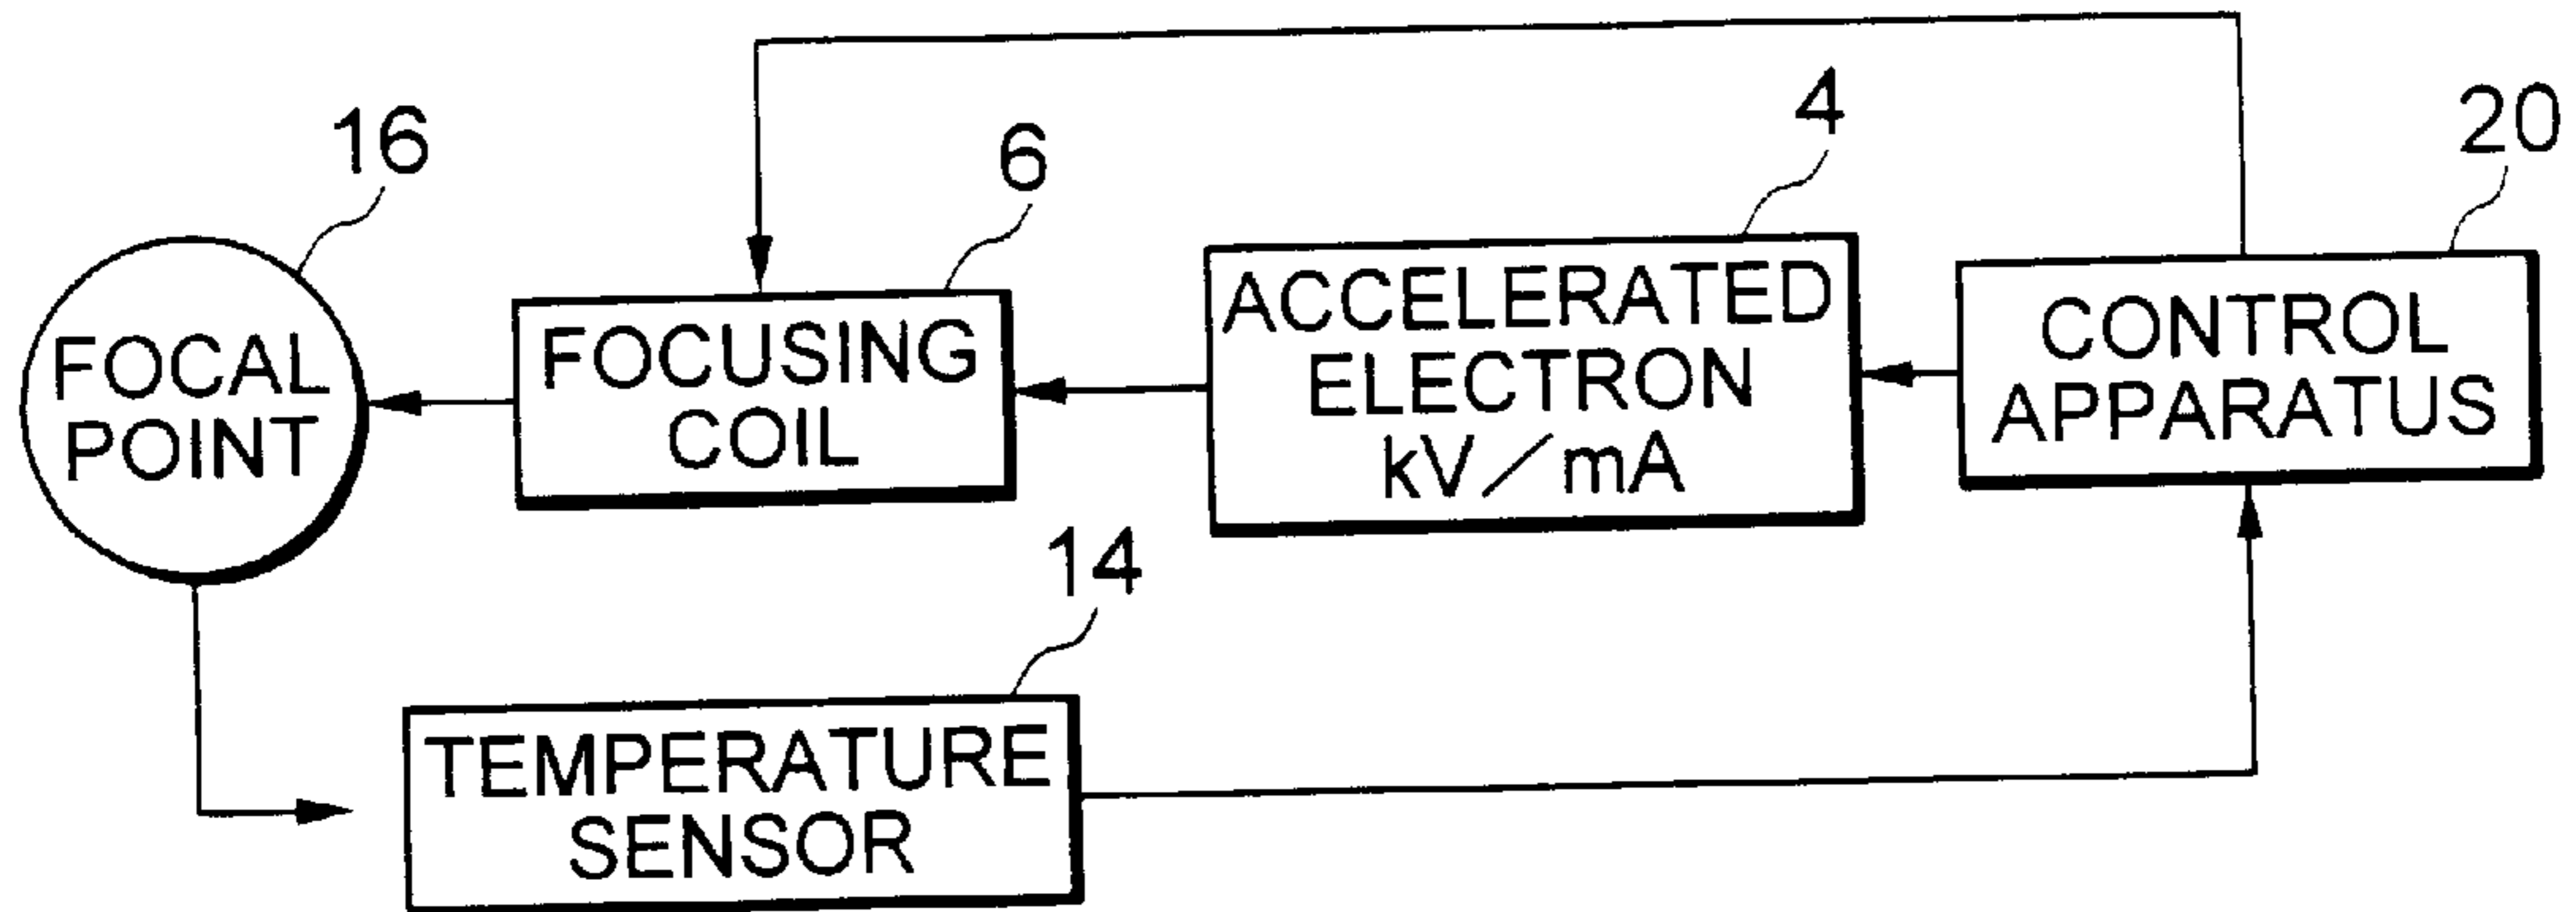 16
6
4
20
FOCAL
POINT
FOCUSING
COIL
ACCELERATED
ELECTRON
kV/mA
CONTROL
APPARATUS
14
TEMPERATURE
SENSOR